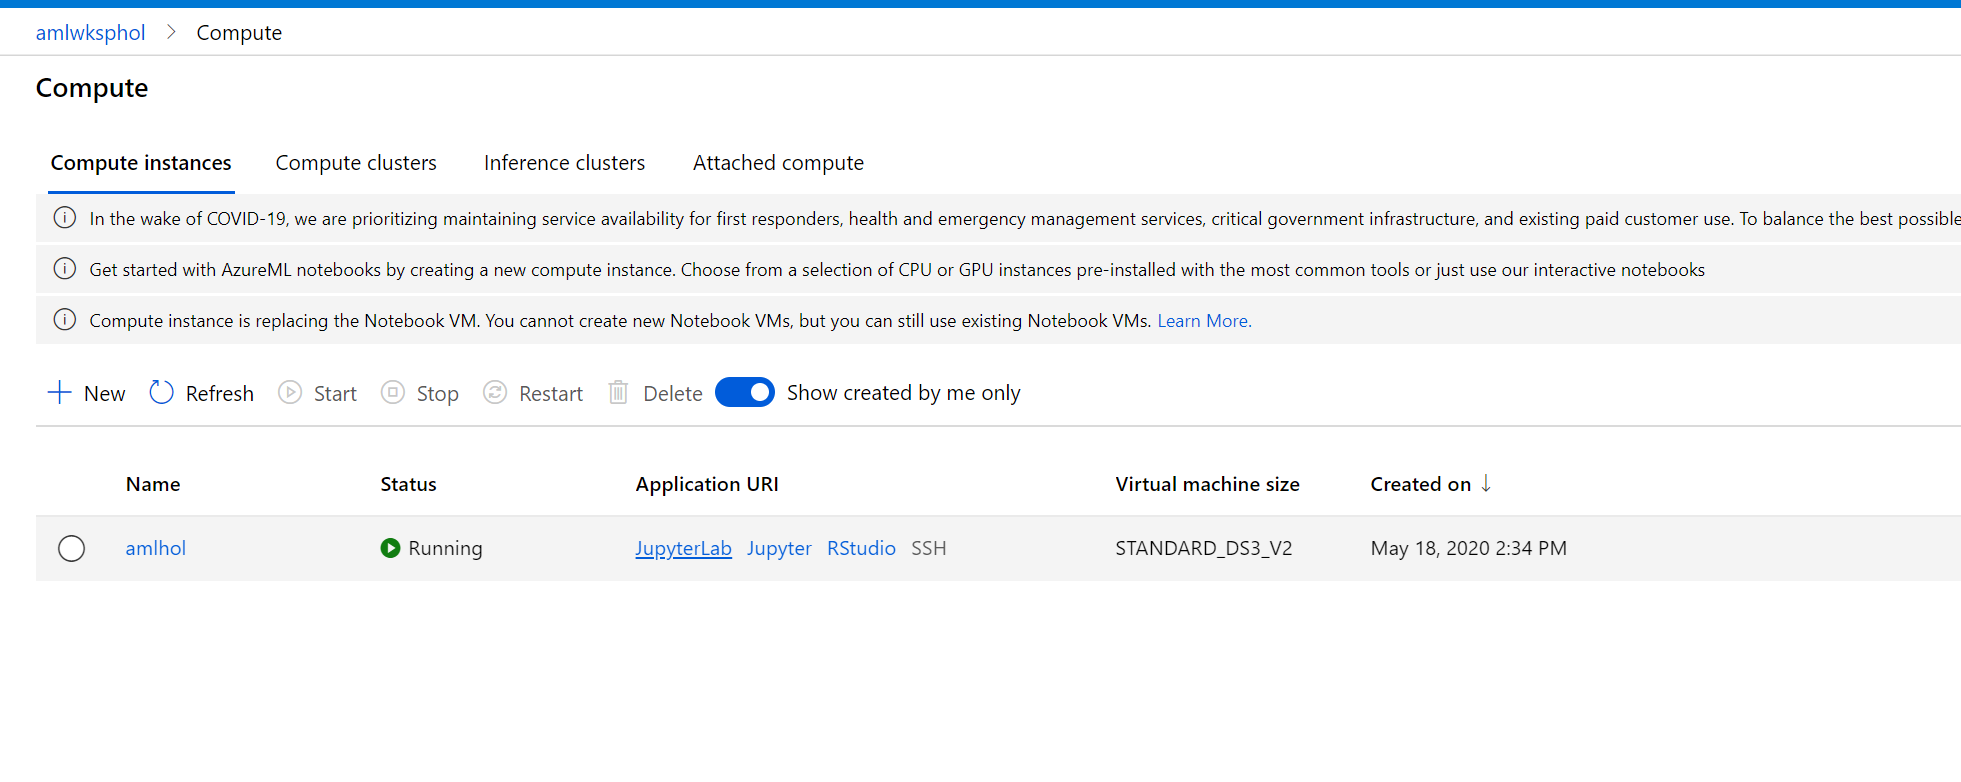 amlwksphol > Compute
Compute
Compute instances Compute clusters Inference clusters Attached compute
In the wake of COVID-19, we are prioritizing maintaining service availability for first responders, health and emergency management services, critical government infrastructure, and existing paid customer use. To balance the best possible
Get started with AzureML notebooks by creating a new compute instance. Choose from a selection of CPU or GPU instances pre-installed with the most common tools or just use our interactive notebooks
Compute instance is replacing the Notebook VM. You cannot create new Notebook VMs, but you can still use existing Notebook VMs. Learn More.
New Refresh Start Stop Restart Delete Show created by me only
Name Status Application URI Virtual machine size Created on ↓
amlhol Running JupyterLab Jupyter RStudio SSH STANDARD_DS3_V2 May 18, 2020 2:34 PM